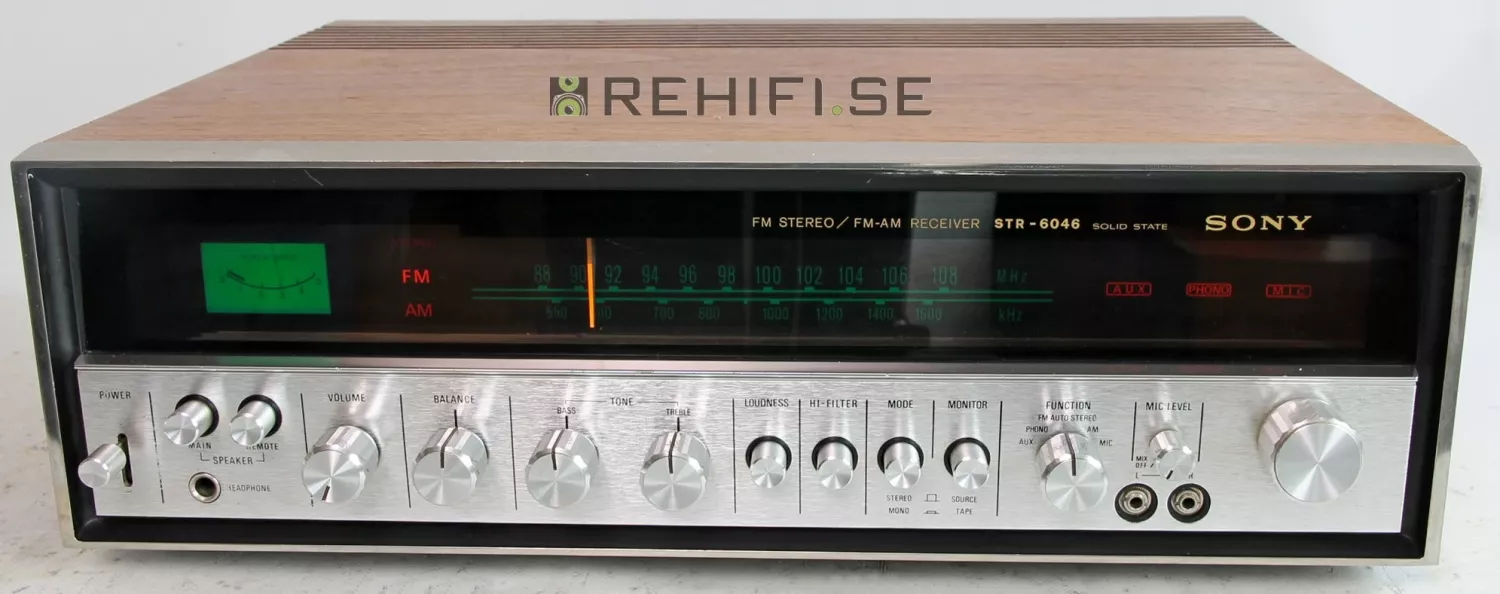 REHIFI.SE
FM STEREO / FM-AM RECEIVER STR-6046 SOLID STATE SONY
FM 88 90 92 94 96 98 100 102 104 106 108 MHz
AUX PHONO MIC
AM 700 1000 1200 1400 1600 kHz
POWER VOLUME BALANCE TONE LOUDNESS HI-FILTER MODE MONITOR FUNCTION MIC LEVEL
BASS TREBLE
FM AUTO STEREO
PHONO AM
AUX MIC
MAIN REMOTE
SPEAKER
MIX
OFF
L R
HEADPHONE
STEREO SOURCE
MONO TAPE